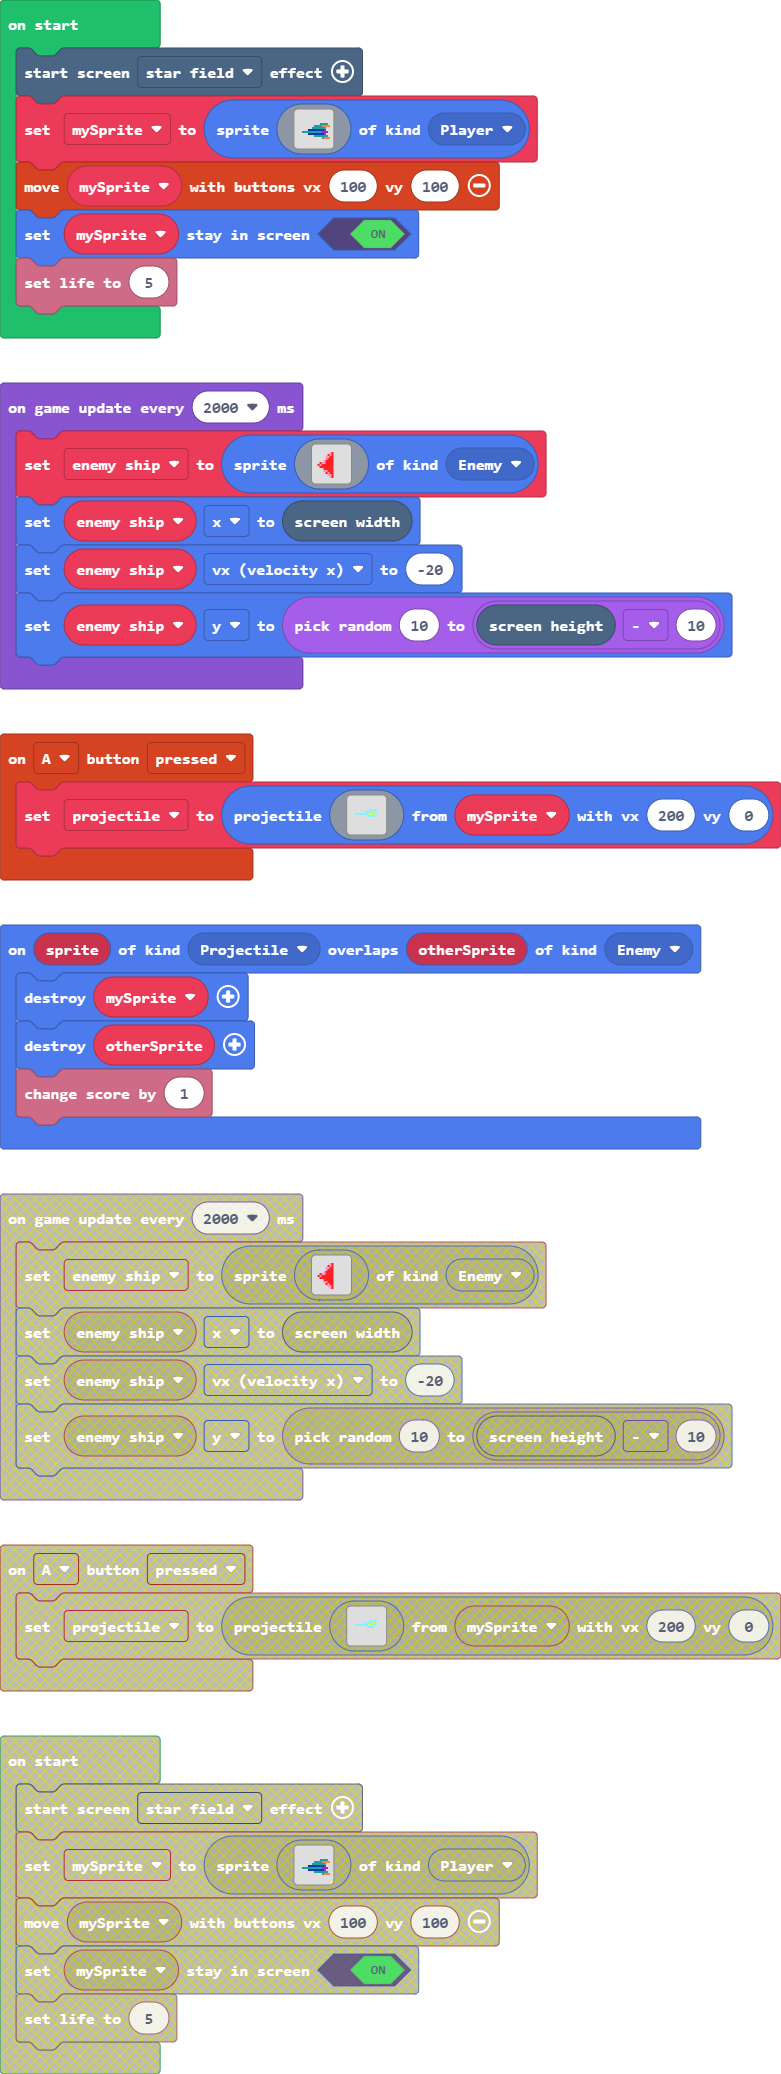 on start
start screen star field effect
set mySprite to sprite of kind Player
move mySprite with buttons vx 100 vy 100
set mySprite stay in screen ON
set life to 5
on game update every 2000 ms
set enemy ship to sprite of kind Enemy
set enemy ship x to screen width
set enemy ship vx (velocity x) to -20
set enemy ship y to pick random 10 to screen height - 10
on A button pressed
set projectile to projectile from mySprite with vx 200 vy 0
on sprite of kind Projectile overlaps otherSprite of kind Enemy
destroy mySprite
destroy otherSprite
change score by 1
on game update every 2000 ms
set enemy ship to sprite of kind Enemy
set enemy ship x to screen width
set enemy ship vx (velocity x) to -20
set enemy ship y to pick random 10 to screen height - 10
on A button pressed
set projectile to projectile from mySprite with vx 200 vy 0
on start
start screen star field effect
set mySprite to sprite of kind Player
move mySprite with buttons vx 100 vy 100
set mySprite stay in screen ON
set life to 5